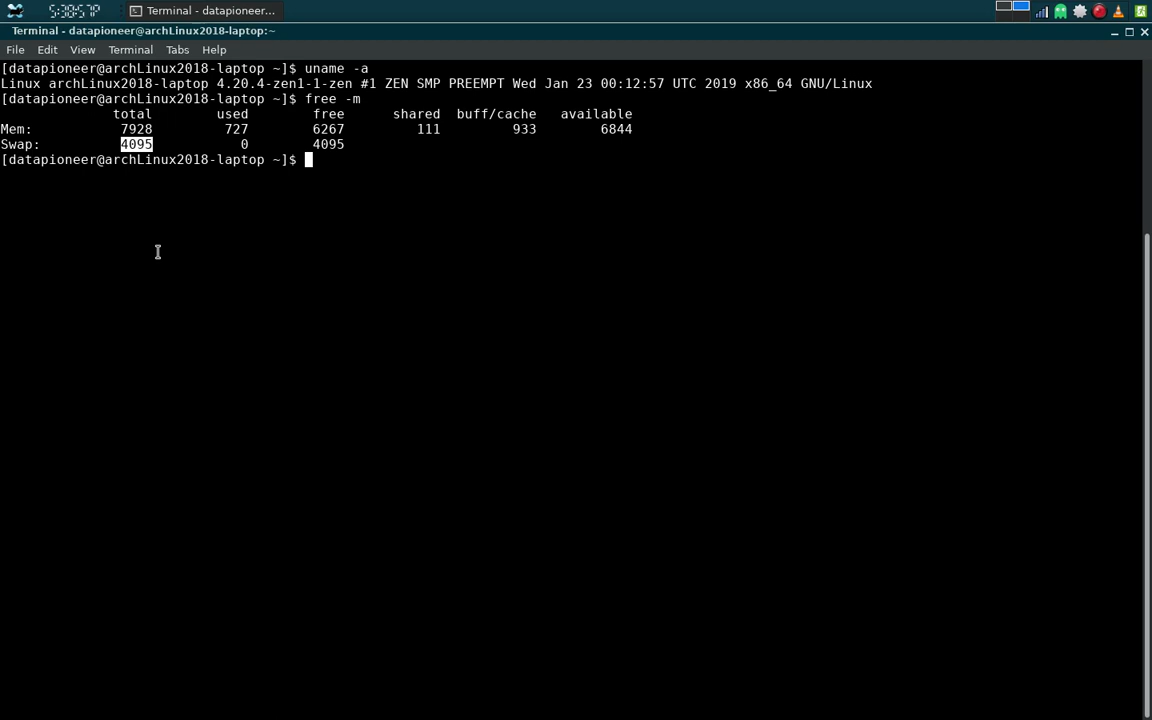 Terminal - datapioneer...
Terminal - datapioneer@archLinux2018-laptop:~
File Edit View Terminal Tabs Help
[datapioneer@archLinux2018-laptop ~]$ uname -a
Linux archLinux2018-laptop 4.20.4-zen1-1-zen #1 ZEN SMP PREEMPT Wed Jan 23 00:12:57 UTC 2019 x86_64 GNU/Linux
[datapioneer@archLinux2018-laptop ~]$ free -m
total used free shared buff/cache available
Mem: 7928 727 6267 111 933 6844
Swap: 4095 0 4095
[datapioneer@archLinux2018-laptop ~]$